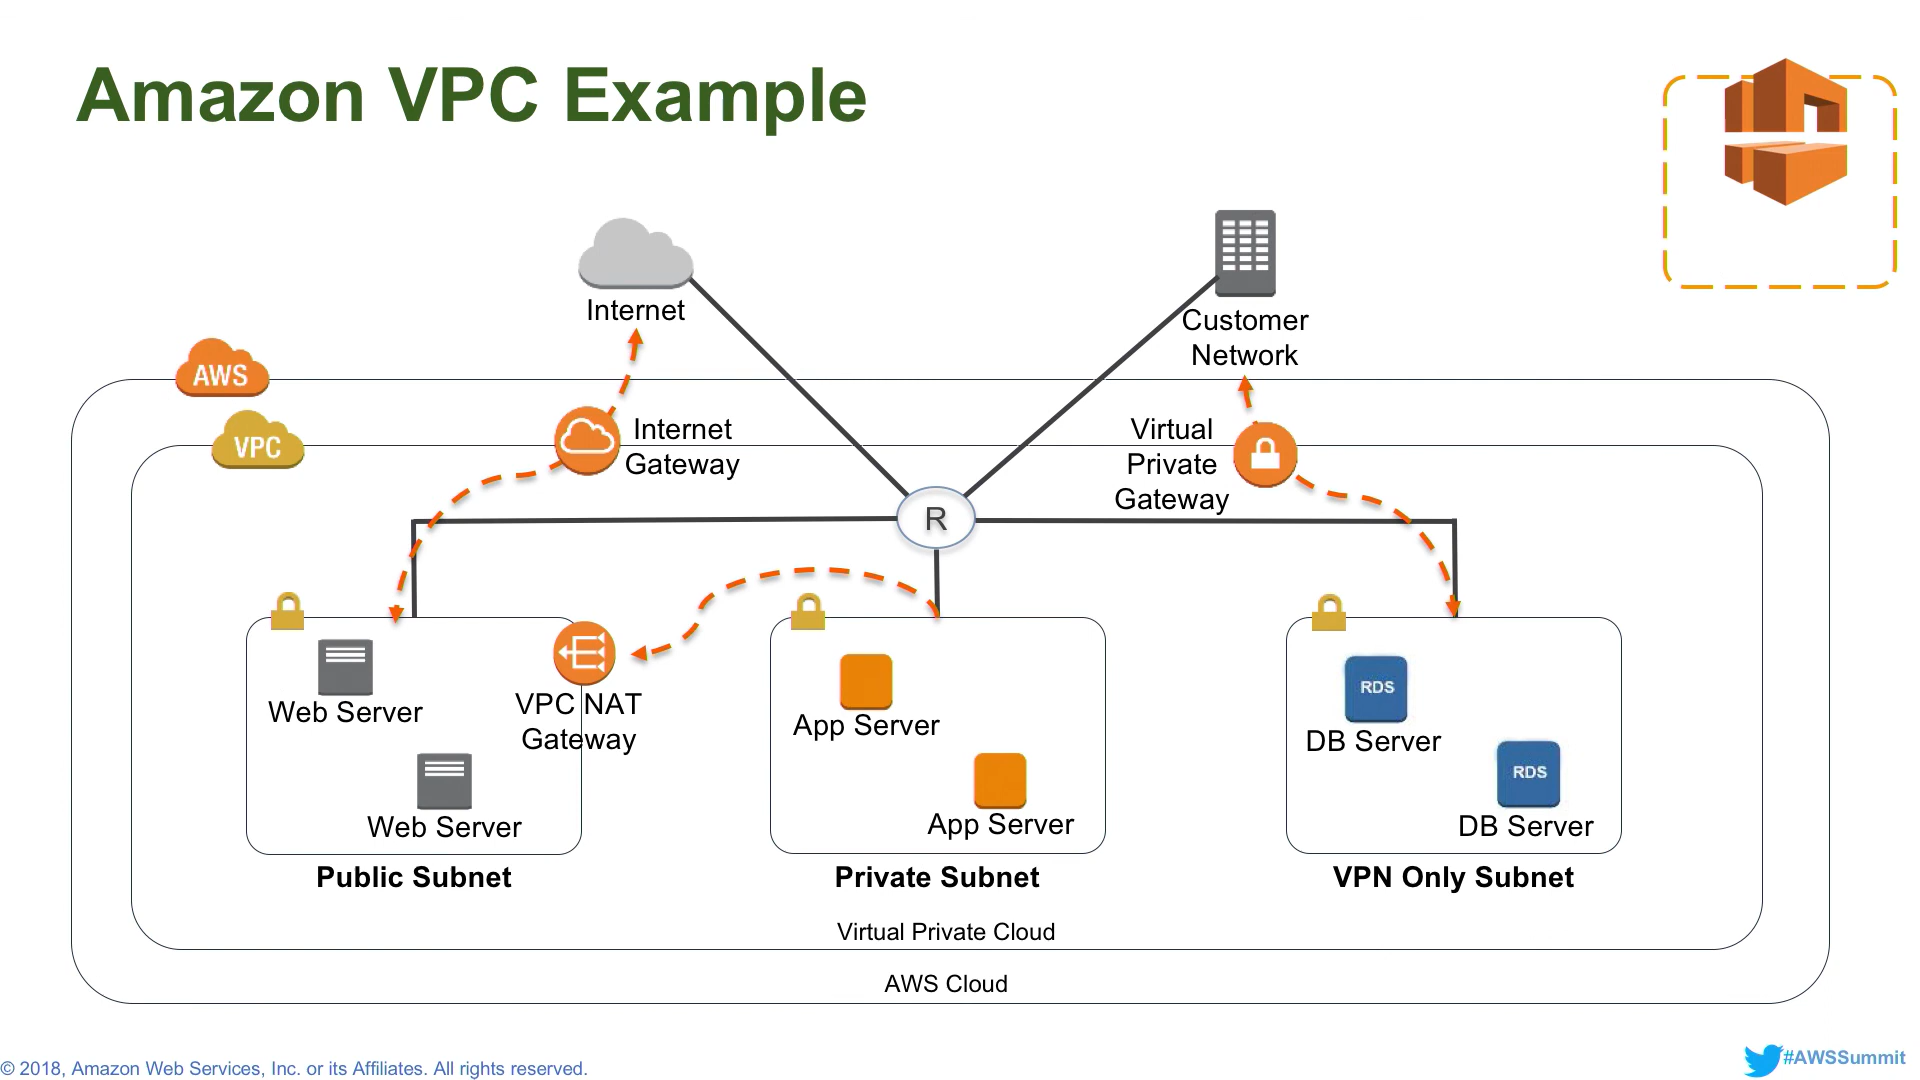 Amazon VPC Example
Internet
Customer
Network
AWS
VPC
Internet
Gateway
Virtual
Private
Gateway
R
Web Server
VPC NAT
Gateway
Web Server
Public Subnet
App Server
App Server
Private Subnet
RDS
DB Server
RDS
DB Server
VPN Only Subnet
Virtual Private Cloud
AWS Cloud
© 2018, Amazon Web Services, Inc. or its Affiliates. All rights reserved.
#AWSSummit